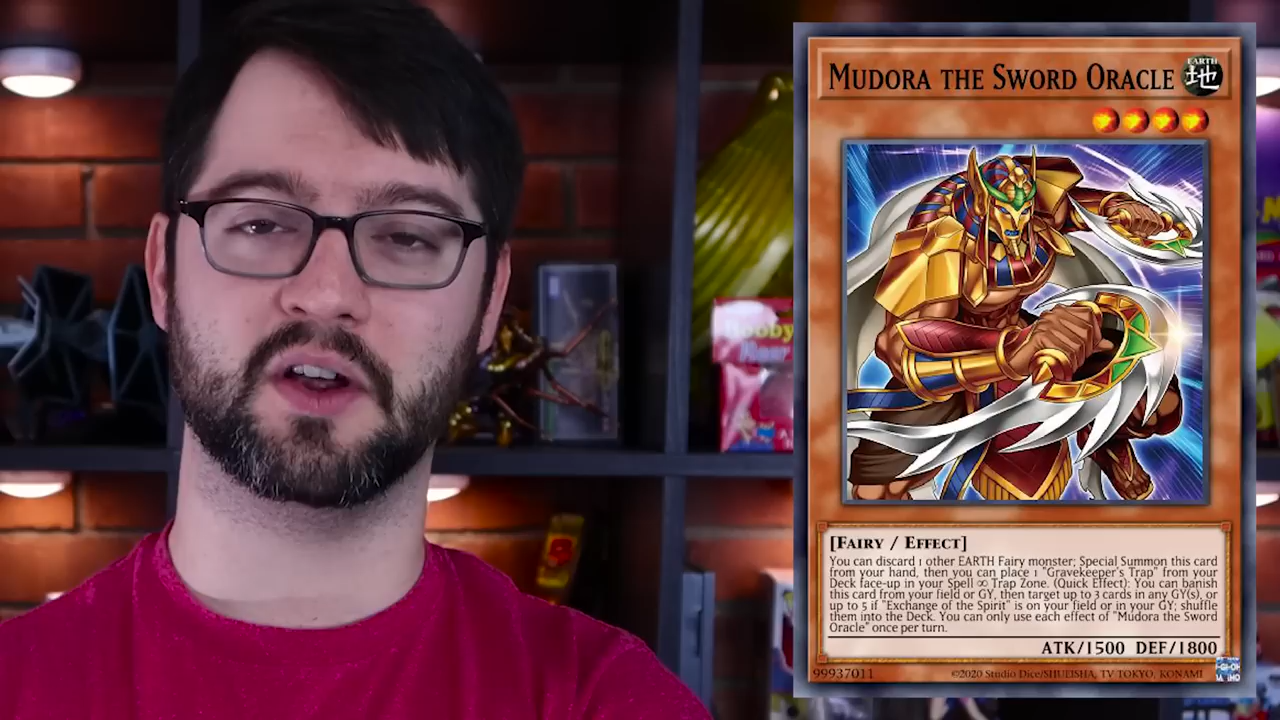 MUDORA THE SWORD ORACLE
EARTH
地
[FAIRY / EFFECT]
You can discard 1 other EARTH Fairy monster; Special Summon this card
from your hand, then you can place 1 "Gravekeeper's Trap" from your
Deck face-up in your Spell & Trap Zone. (Quick Effect): You can banish
this card from your field or GY, then target up to 3 cards in any GY(s), or
up to 5 if "Exchange of the Spirit" is on your field or in your GY; shuffle
them into the Deck. You can only use each effect of "Mudora the Sword
Oracle" once per turn.
ATK/1500 DEF/1800
99937011
©2020 Studio Dice/SHUEISHA, TV TOKYO, KONAMI